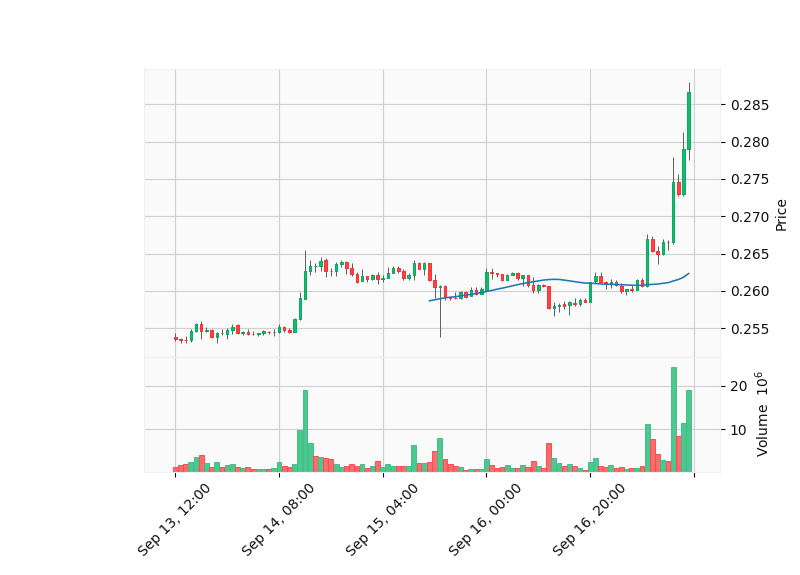 0.285
0.280
0.275
0.270
0.265
0.260
0.255
Price
20
10
Volume 10⁶
Sep 13, 12:00
Sep 14, 08:00
Sep 15, 04:00
Sep 16, 00:00
Sep 16, 20:00